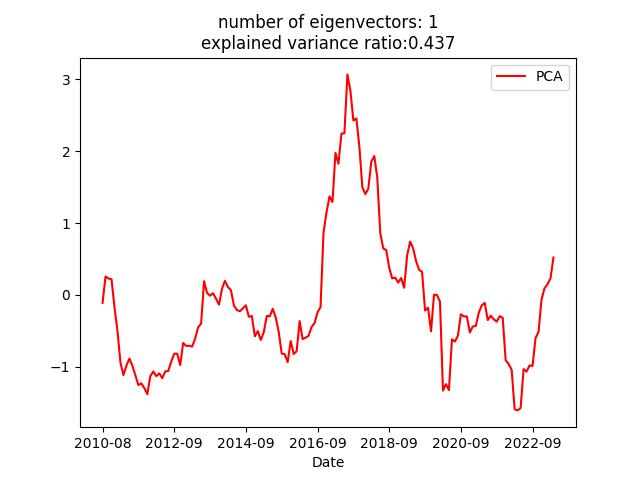 number of eigenvectors: 1
explained variance ratio:0.437
PCA
3
2
1
0
−1
2010-08 2012-09 2014-09 2016-09 2018-09 2020-09 2022-09
Date